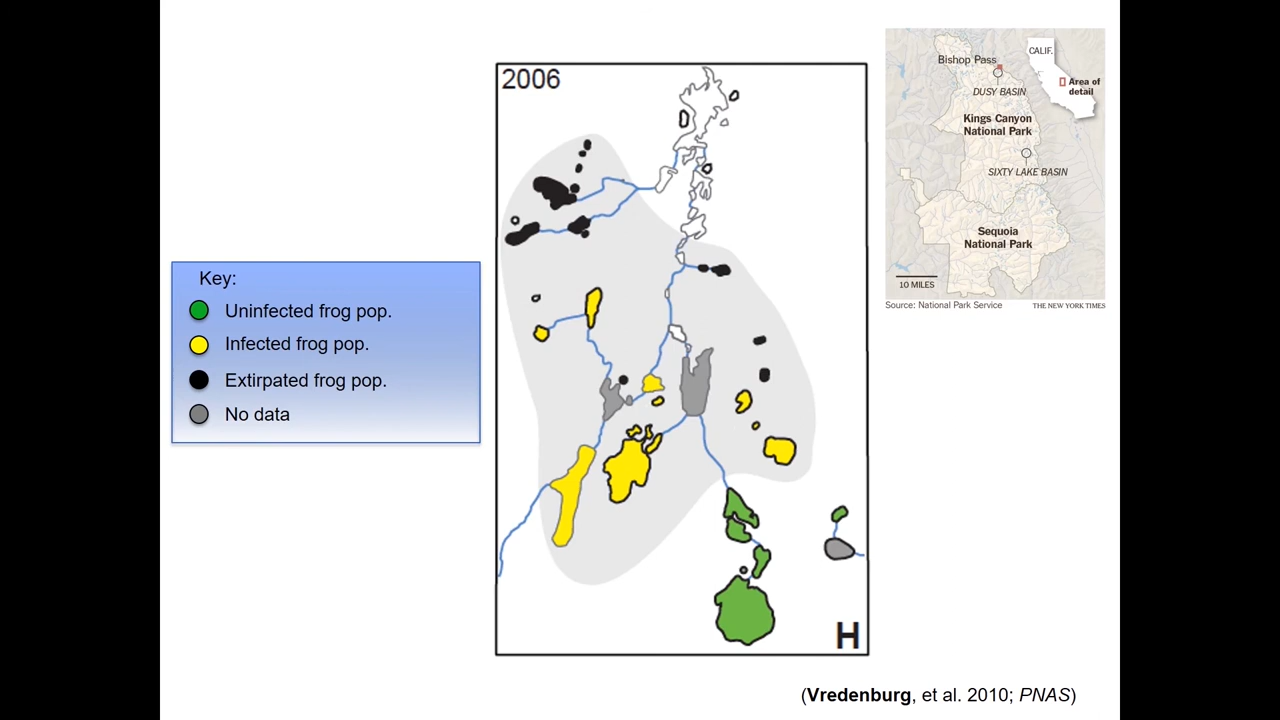 2006
H
Key:
Uninfected frog pop.
Infected frog pop.
Extirpated frog pop.
No data
CALIF.
Bishop Pass
Area of
detail
DUSY BASIN
Kings Canyon
National Park
SIXTY LAKE BASIN
Sequoia
National Park
10 MILES
Source: National Park Service
THE NEW YORK TIMES
(Vredenburg, et al. 2010; PNAS)